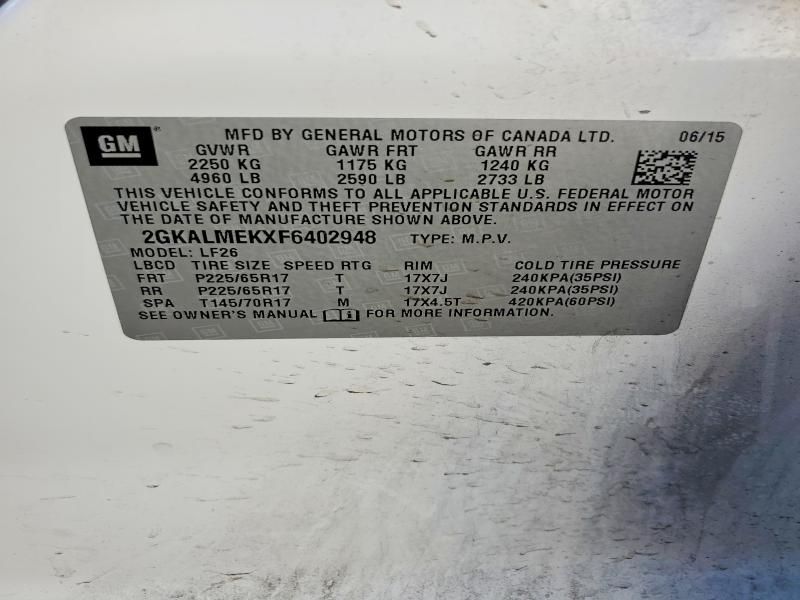 GM
MFD BY GENERAL MOTORS OF CANADA LTD. 06/15
GVWR GAWR FRT GAWR RR
2250 KG 1175 KG 1240 KG
4960 LB 2590 LB 2733 LB
THIS VEHICLE CONFORMS TO ALL APPLICABLE U.S. FEDERAL MOTOR
VEHICLE SAFETY AND THEFT PREVENTION STANDARDS IN EFFECT ON
THE DATE OF MANUFACTURE SHOWN ABOVE.
2GKALMEKXF6402948 TYPE: M.P.V.
MODEL: LF26
LBCD TIRE SIZE SPEED RTG RIM COLD TIRE PRESSURE
FRT P225/65R17 T 17X7J 240KPA(35PSI)
RR P225/65R17 T 17X7J 240KPA(35PSI)
SPA T145/70R17 M 17X4.5T 420KPA(60PSI)
SEE OWNER'S MANUAL FOR MORE INFORMATION.